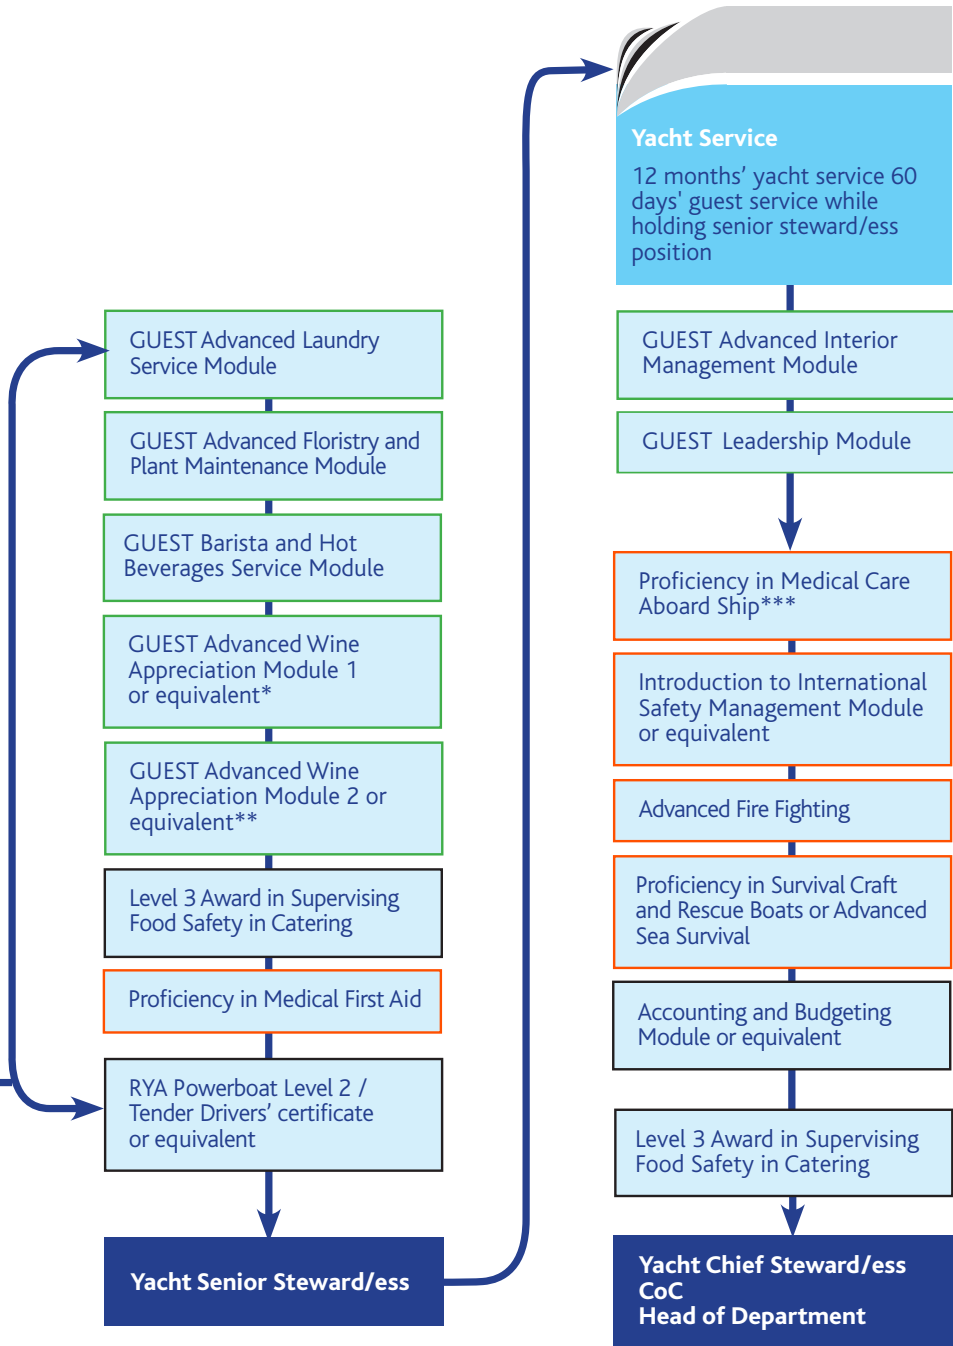 GUEST Advanced Laundry
Service Module
GUEST Advanced Floristry and
Plant Maintenance Module
GUEST Barista and Hot
Beverages Service Module
GUEST Advanced Wine
Appreciation Module 1
or equivalent*
GUEST Advanced Wine
Appreciation Module 2 or
equivalent**
Level 3 Award in Supervising
Food Safety in Catering
Proficiency in Medical First Aid
RYA Powerboat Level 2 /
Tender Drivers’ certificate
or equivalent
Yacht Senior Steward/ess
Yacht Service
12 months’ yacht service 60
days' guest service while
holding senior steward/ess
position
GUEST Advanced Interior
Management Module
GUEST Leadership Module
Proficiency in Medical Care
Aboard Ship***
Introduction to International
Safety Management Module
or equivalent
Advanced Fire Fighting
Proficiency in Survival Craft
and Rescue Boats or Advanced
Sea Survival
Accounting and Budgeting
Module or equivalent
Level 3 Award in Supervising
Food Safety in Catering
Yacht Chief Steward/ess
CoC
Head of Department